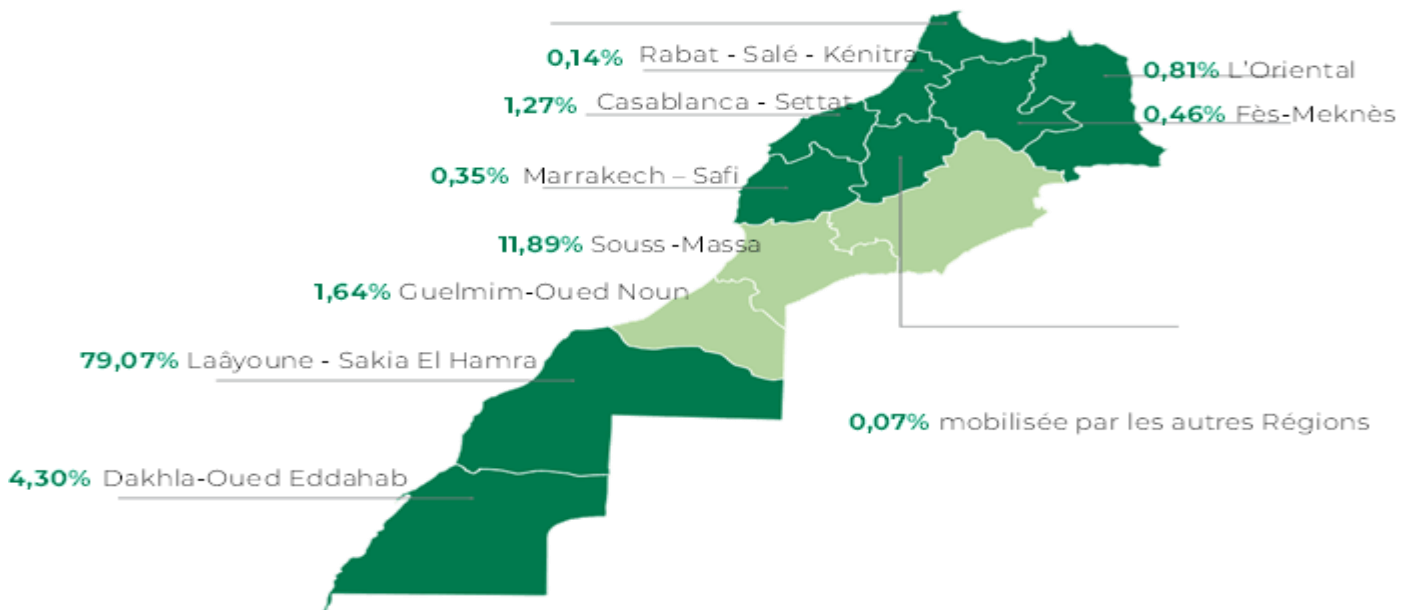 0,14% Rabat - Salé - Kénitra
0,81% L'Oriental
1,27% Casablanca - Settat
0,46% Fès-Meknès
0,35% Marrakech – Safi
11,89% Souss -Massa
1,64% Guelmim-Oued Noun
79,07% Laâyoune - Sakia El Hamra
0,07% mobilisée par les autres Régions
4,30% Dakhla-Oued Eddahab